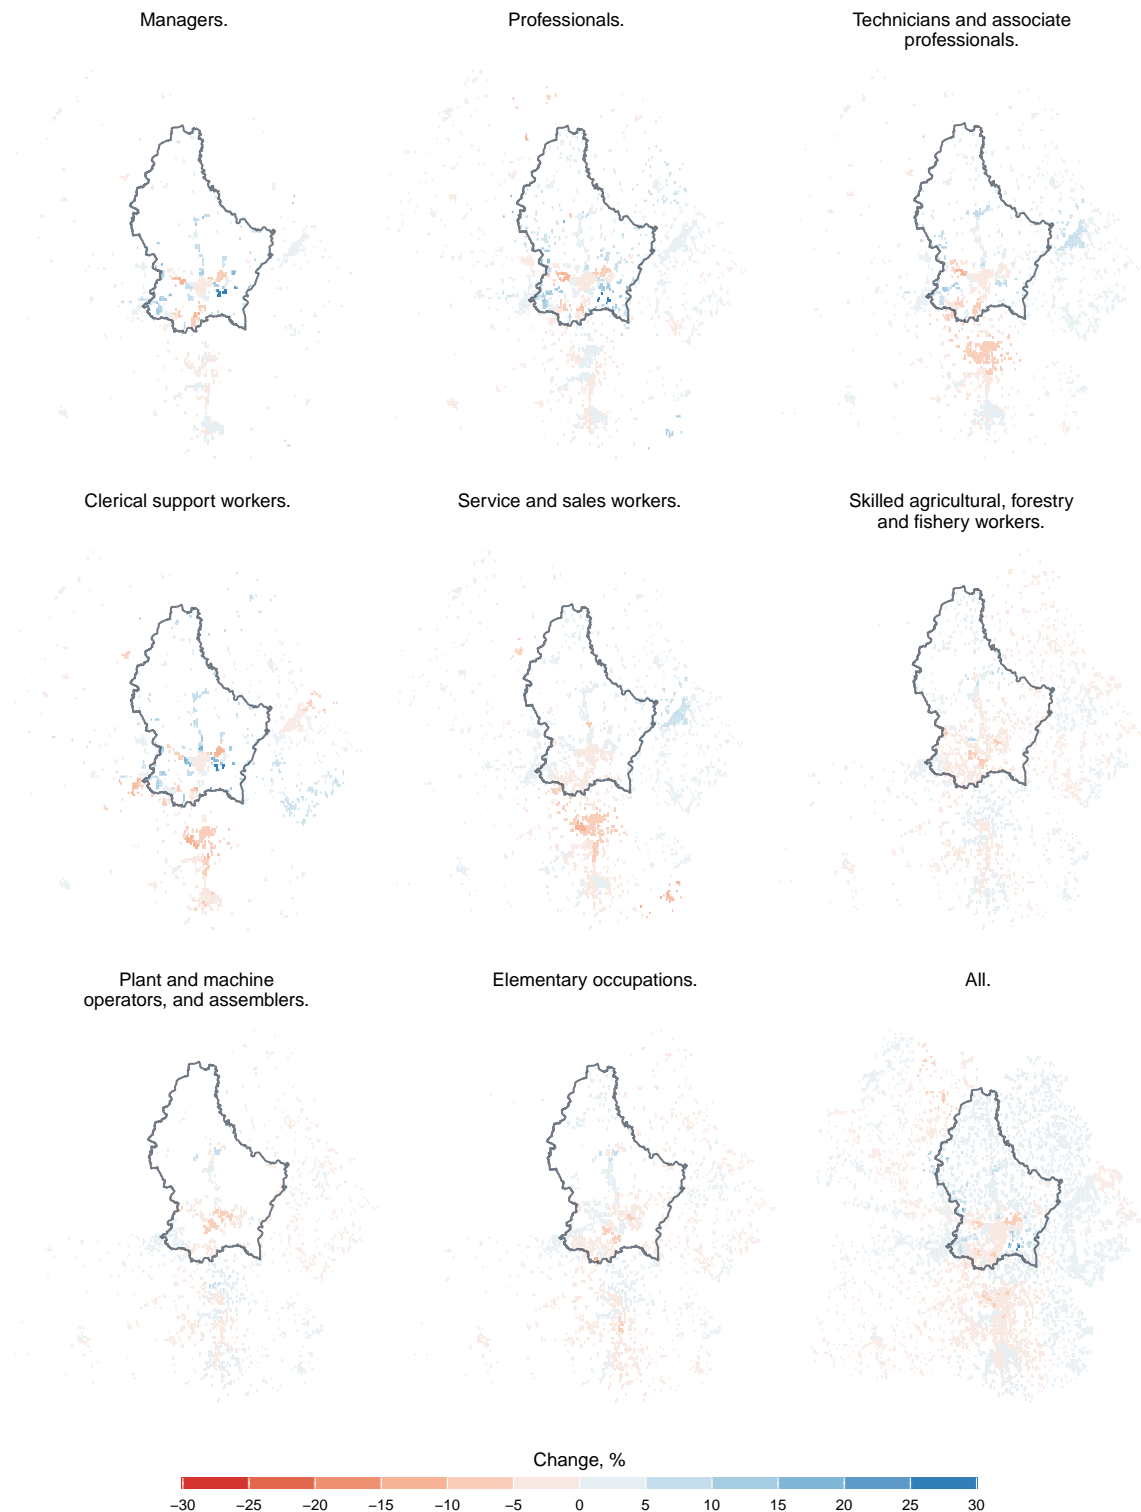 Managers.
Professionals.
Technicians and associate
professionals.
Clerical support workers.
Service and sales workers.
Skilled agricultural, forestry
and fishery workers.
Plant and machine
operators, and assemblers.
Elementary occupations.
All.
Change, %
−30 −25 −20 −15 −10 −5 0 5 10 15 20 25 30